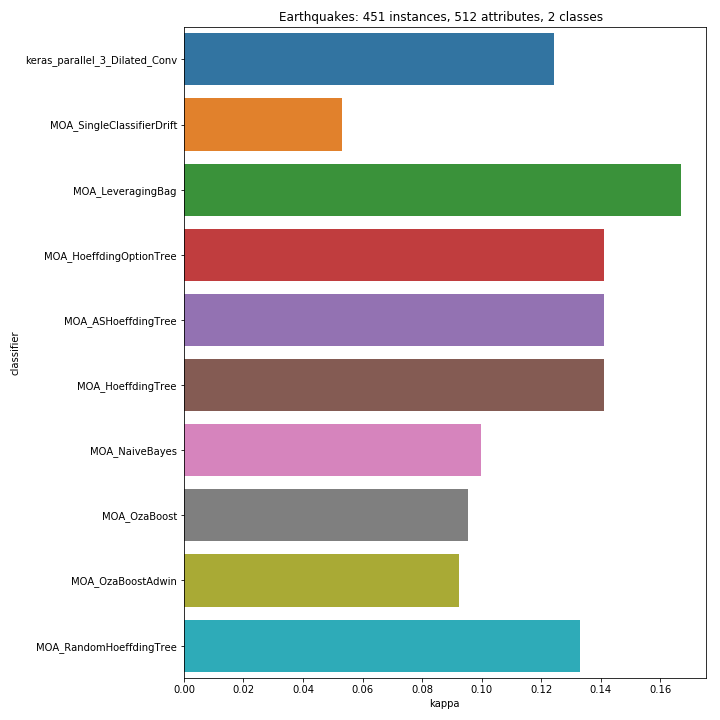 Earthquakes: 451 instances, 512 attributes, 2 classes
classifier
keras_parallel_3_Dilated_Conv
MOA_SingleClassifierDrift
MOA_LeveragingBag
MOA_HoeffdingOptionTree
MOA_ASHoeffdingTree
MOA_HoeffdingTree
MOA_NaiveBayes
MOA_OzaBoost
MOA_OzaBoostAdwin
MOA_RandomHoeffdingTree
0.00 0.02 0.04 0.06 0.08 0.10 0.12 0.14 0.16
kappa